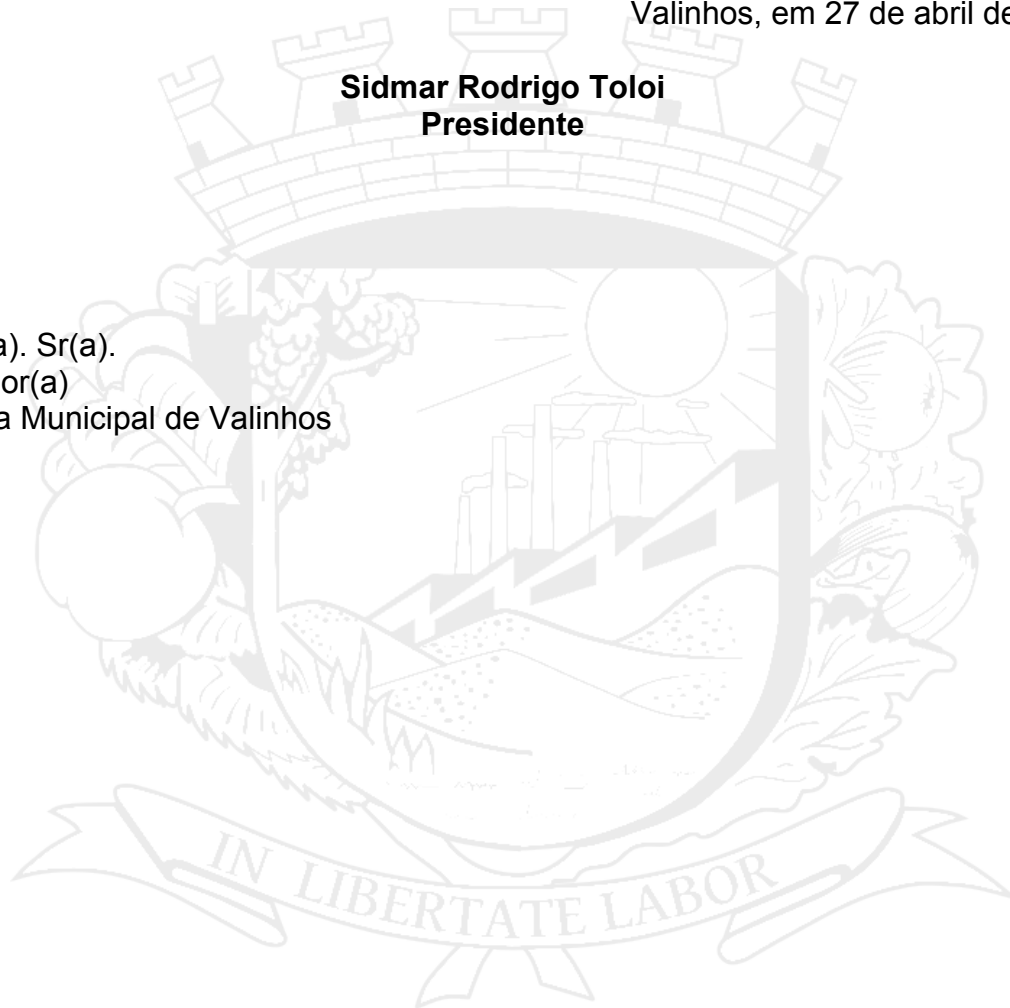 Valinhos, em 27 de abril de
Sidmar Rodrigo Toloi
Presidente
a). Sr(a).
or(a)
a Municipal de Valinhos
IN LIBERTATE LABOR